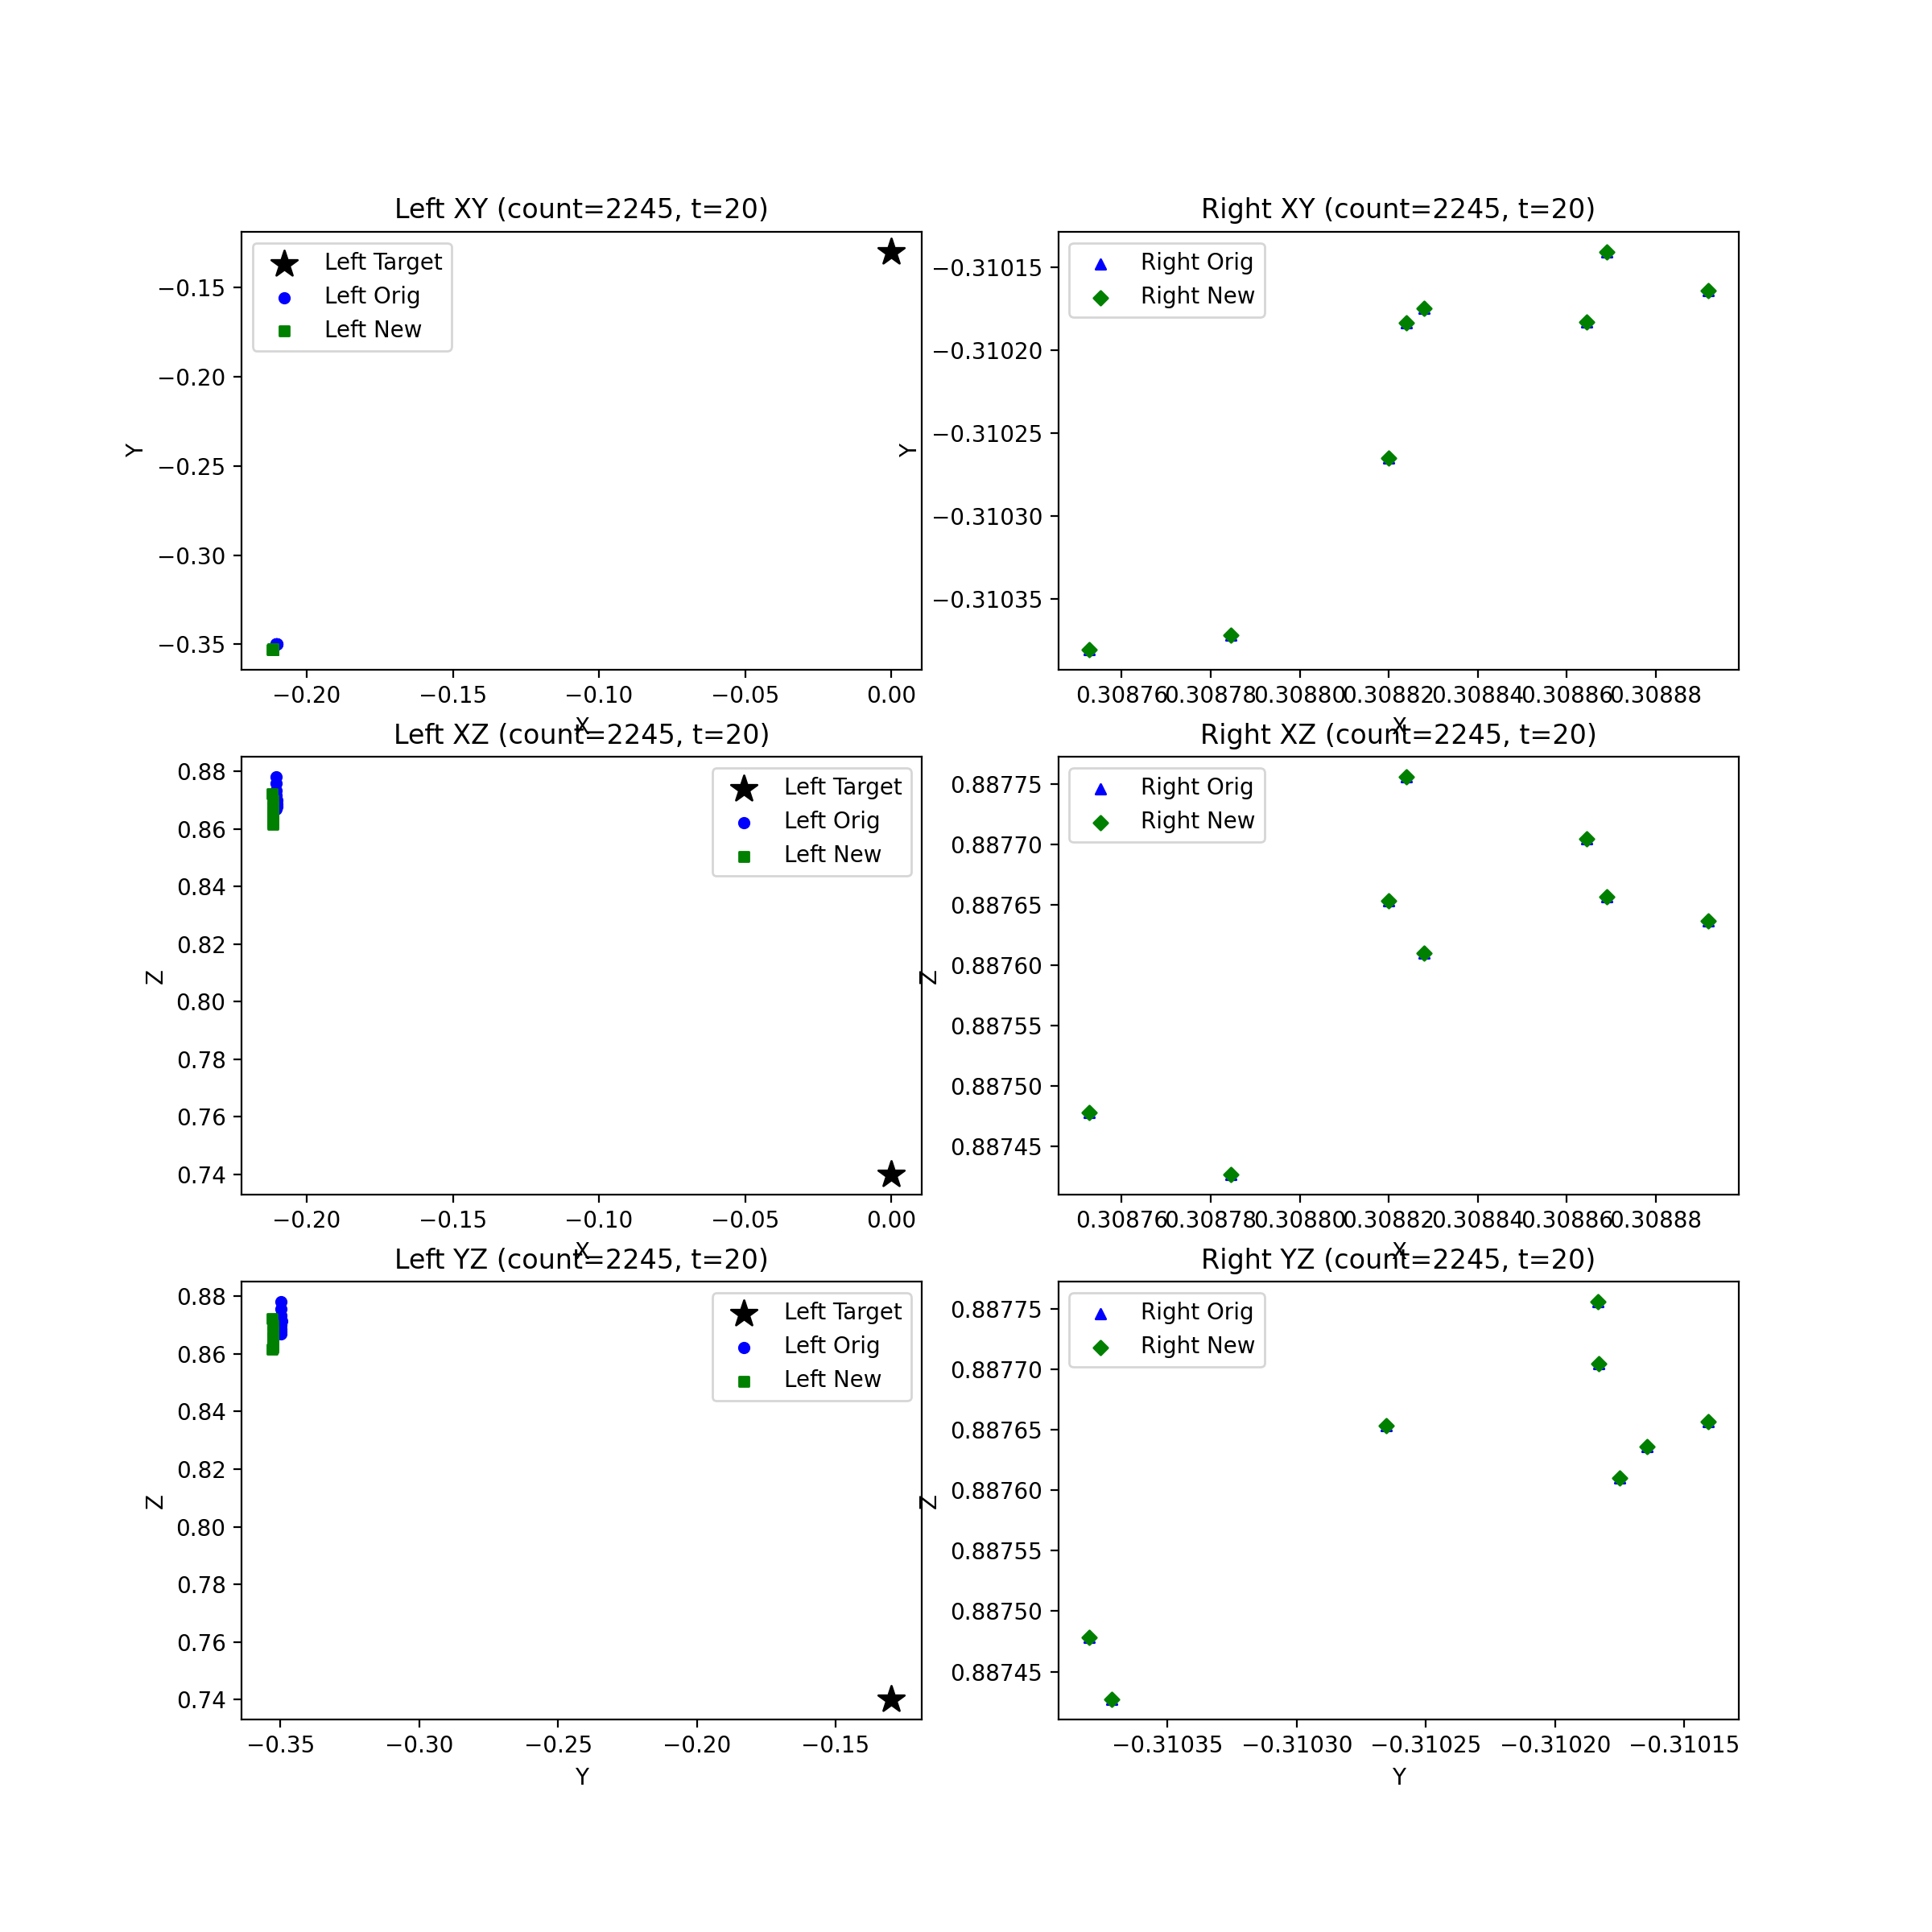 Left XY (count=2245, t=20)
Left Target
Left Orig
Left New
−0.15
−0.20
−0.25
−0.30
−0.35
Y
−0.20 −0.15 −0.10 −0.05 0.00
X
Right XY (count=2245, t=20)
Right Orig
Right New
−0.31015
−0.31020
−0.31025
−0.31030
−0.31035
Y
0.30876 0.30878 0.30880 0.30882 0.30884 0.30886 0.30888
X
Left XZ (count=2245, t=20)
Left Target
Left Orig
Left New
0.88
0.86
0.84
0.82
0.80
0.78
0.76
0.74
Z
−0.20 −0.15 −0.10 −0.05 0.00
X
Right XZ (count=2245, t=20)
Right Orig
Right New
0.88775
0.88770
0.88765
0.88760
0.88755
0.88750
0.88745
Z
0.30876 0.30878 0.30880 0.30882 0.30884 0.30886 0.30888
X
Left YZ (count=2245, t=20)
Left Target
Left Orig
Left New
0.88
0.86
0.84
0.82
0.80
0.78
0.76
0.74
Z
−0.35 −0.30 −0.25 −0.20 −0.15
Y
Right YZ (count=2245, t=20)
Right Orig
Right New
0.88775
0.88770
0.88765
0.88760
0.88755
0.88750
0.88745
Z
−0.31035 −0.31030 −0.31025 −0.31020 −0.31015
Y